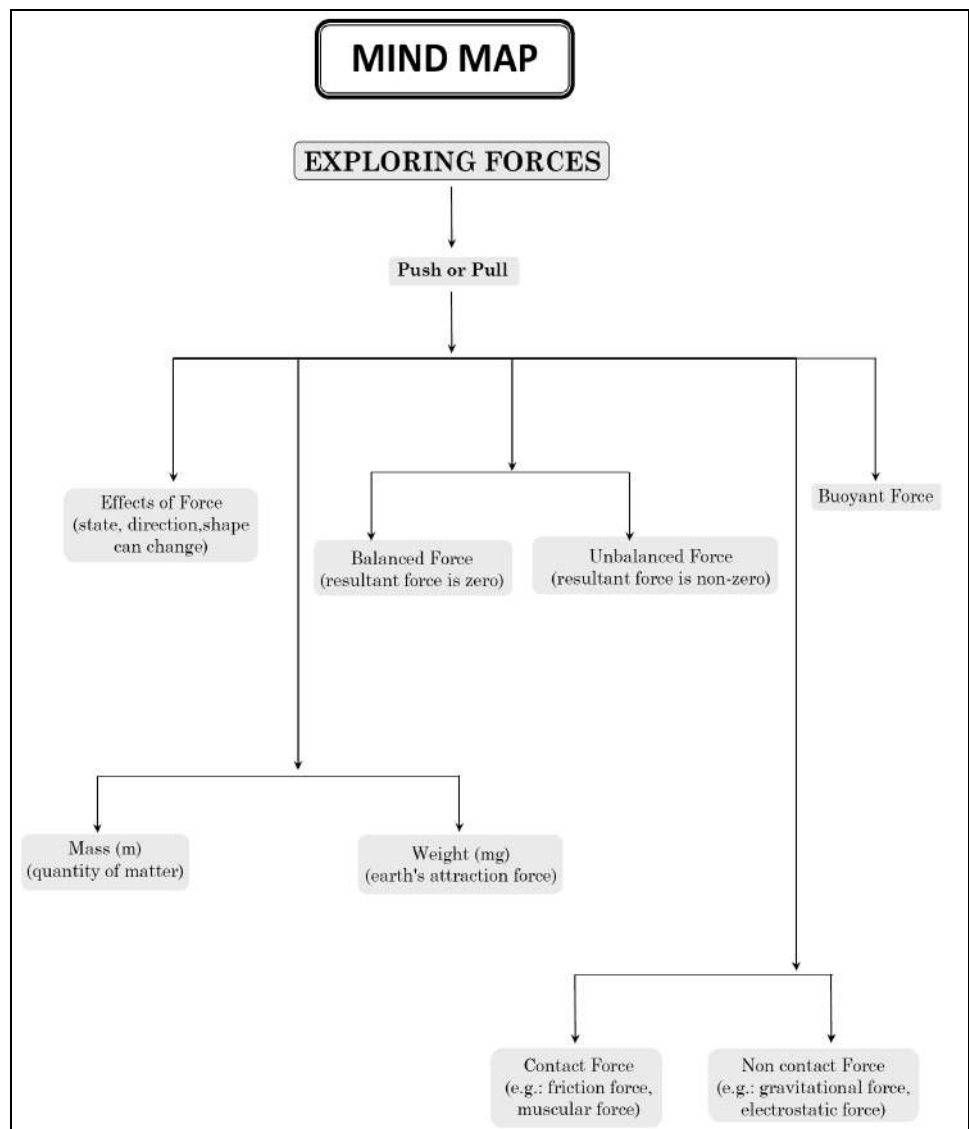 MIND MAP
EXPLORING FORCES
Push or Pull
Effects of Force
(state, direction,shape
can change)
Balanced Force
(resultant force is zero)
Unbalanced Force
(resultant force is non-zero)
Buoyant Force
Mass (m)
(quantity of matter)
Weight (mg)
(earth's attraction force)
Contact Force
(e.g.: friction force,
muscular force)
Non contact Force
(e.g.: gravitational force,
electrostatic force)